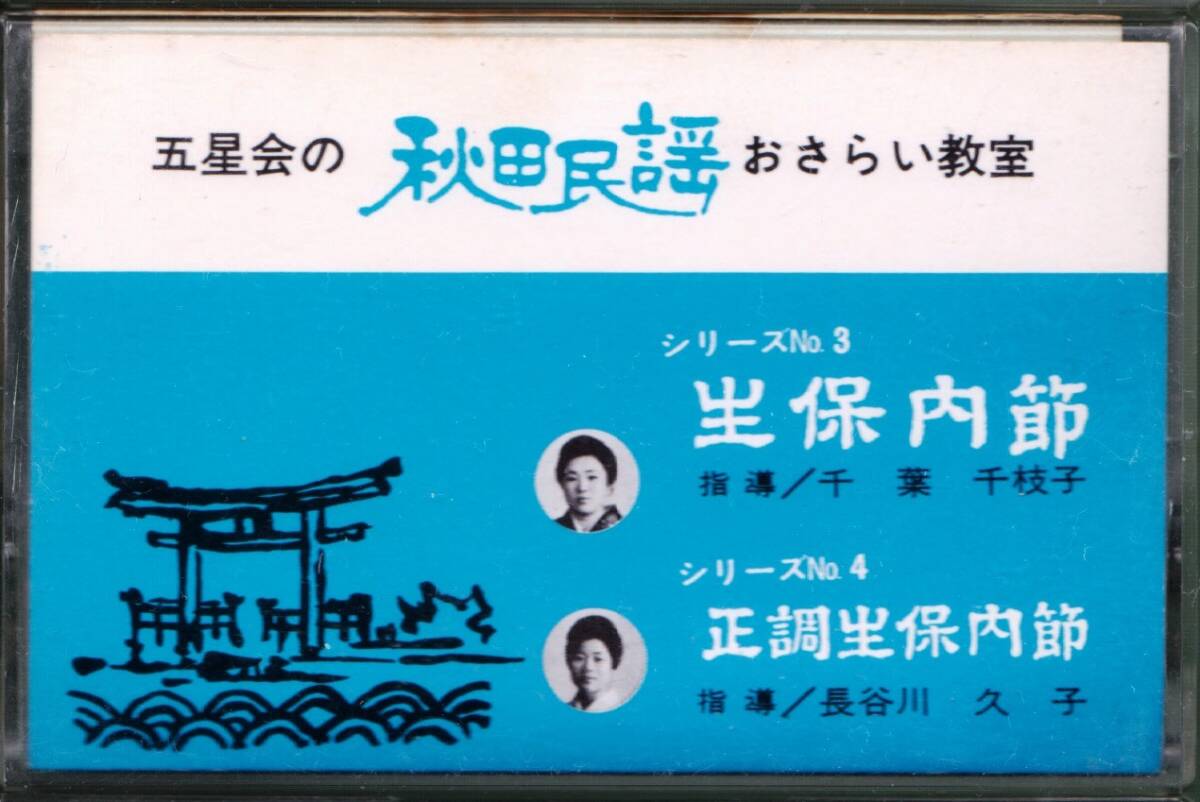 五星会の 秋田民謡 おさらい教室
シリーズNo.3
生保内節
指導／千葉 千枝子
シリーズNo.4
正調生保内節
指導／長谷川 久子